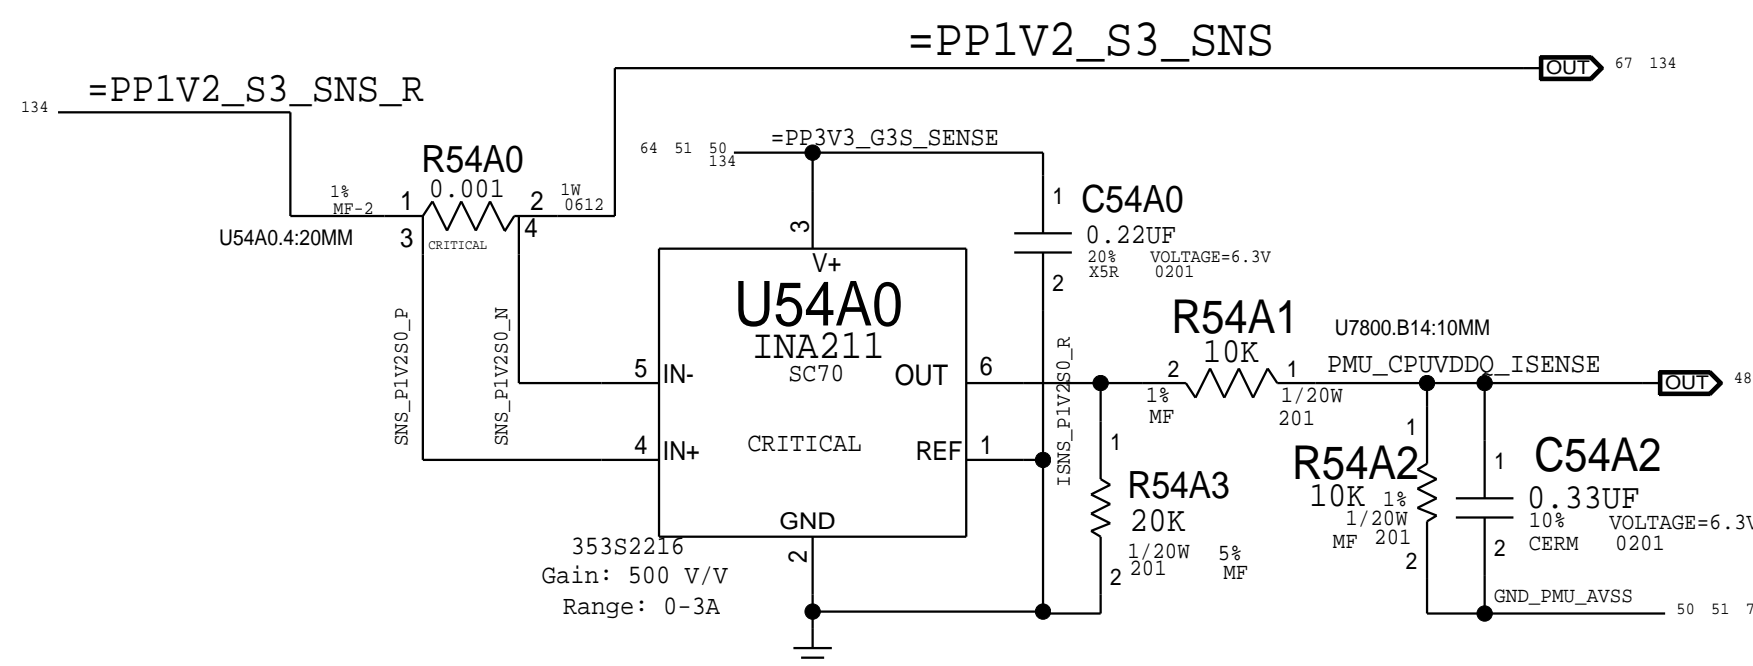 =PP1V2_S3_SNS
OUT 67 134
=PP1V2_S3_SNS_R
134
=PP3V3_G3S_SENSE
64 51 50
134
R54A0
0.001
1%
MF-2
1 2
1W
0612
3 4
CRITICAL
U54A0.4:20MM
SNS_P1V2S0_P
SNS_P1V2S0_N
3
V+
U54A0
INA211
SC70
5 IN-
OUT 6
4 IN+
CRITICAL
REF 1
GND
2
353S2216
Gain: 500 V/V
Range: 0-3A
1
C54A0
0.22UF
20% VOLTAGE=6.3V
X5R 0201
2
ISNS_P1V2S0_R
R54A1
10K
2 1
1%
MF
1/20W
201
U7800.B14:10MM
PMU_CPUVDDQ_ISENSE
OUT 48
1
R54A3
20K
1/20W 5%
201 MF
2
1
R54A2
10K 1%
1/20W
MF 201
2
1
C54A2
0.33UF
10% VOLTAGE=6.3V
CERM 0201
2
GND_PMU_AVSS
50 51 7